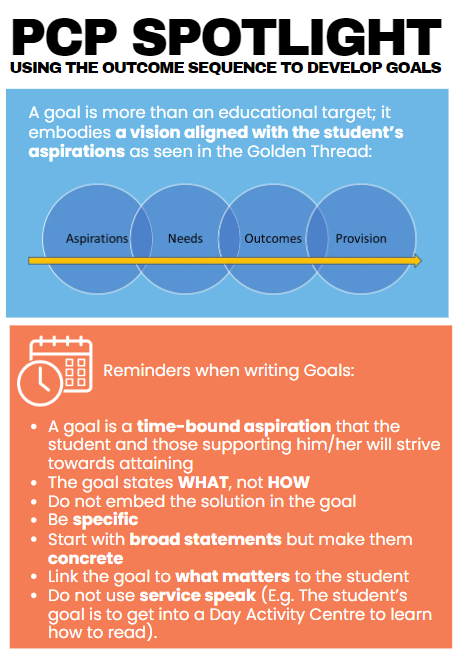 PCP SPOTLIGHT
USING THE OUTCOME SEQUENCE TO DEVELOP GOALS
A goal is more than an educational target; it
embodies a vision aligned with the student's
aspirations as seen in the Golden Thread:
Aspirations Needs Outcomes Provision
Reminders when writing Goals:
• A goal is a time-bound aspiration that the
student and those supporting him/her will strive
towards attaining
• The goal states WHAT, not HOW
• Do not embed the solution in the goal
• Be specific
• Start with broad statements but make them
concrete
• Link the goal to what matters to the student
• Do not use service speak (E.g. The student's
goal is to get into a Day Activity Centre to learn
how to read).